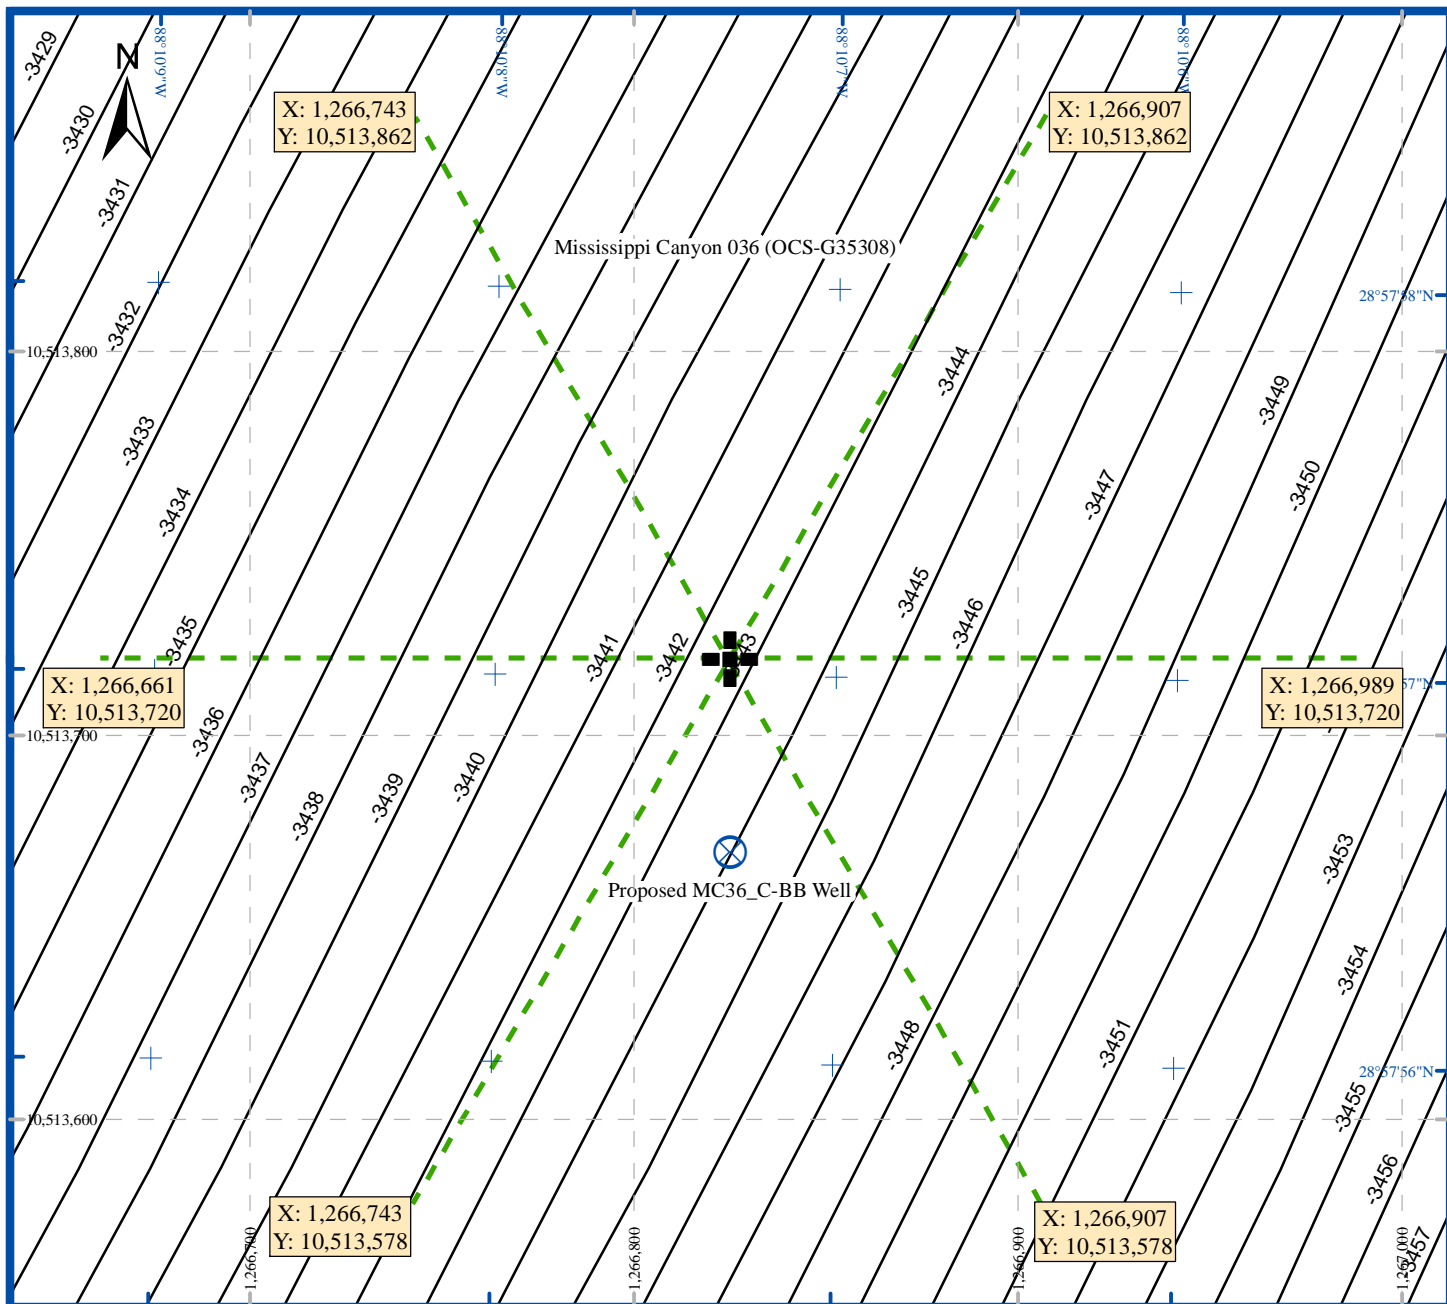 -3429
N
88°10'9"W
88°10'8"W
88°10'7"W
88°10'6"W
-3430
X: 1,266,743
Y: 10,513,862
X: 1,266,907
Y: 10,513,862
-3431
Mississippi Canyon 036 (OCS-G35308)
28°57'58"N
-3432
10,513,800
-3444
-3449
-3433
-3447
-3450
-3434
-3445
-3446
-3435
-3441
-3442
X: 1,266,661
Y: 10,513,720
X: 1,266,989
Y: 10,513,720
-3436
10,513,700
-3437
-3438
-3439
-3440
-3453
Proposed MC36_C-BB Well
-3454
-3448
-3451
28°57'56"N
10,513,600
-3455
-3456
X: 1,266,743
Y: 10,513,578
X: 1,266,907
Y: 10,513,578
-3457
1,266,700
1,266,800
1,266,900
1,267,000